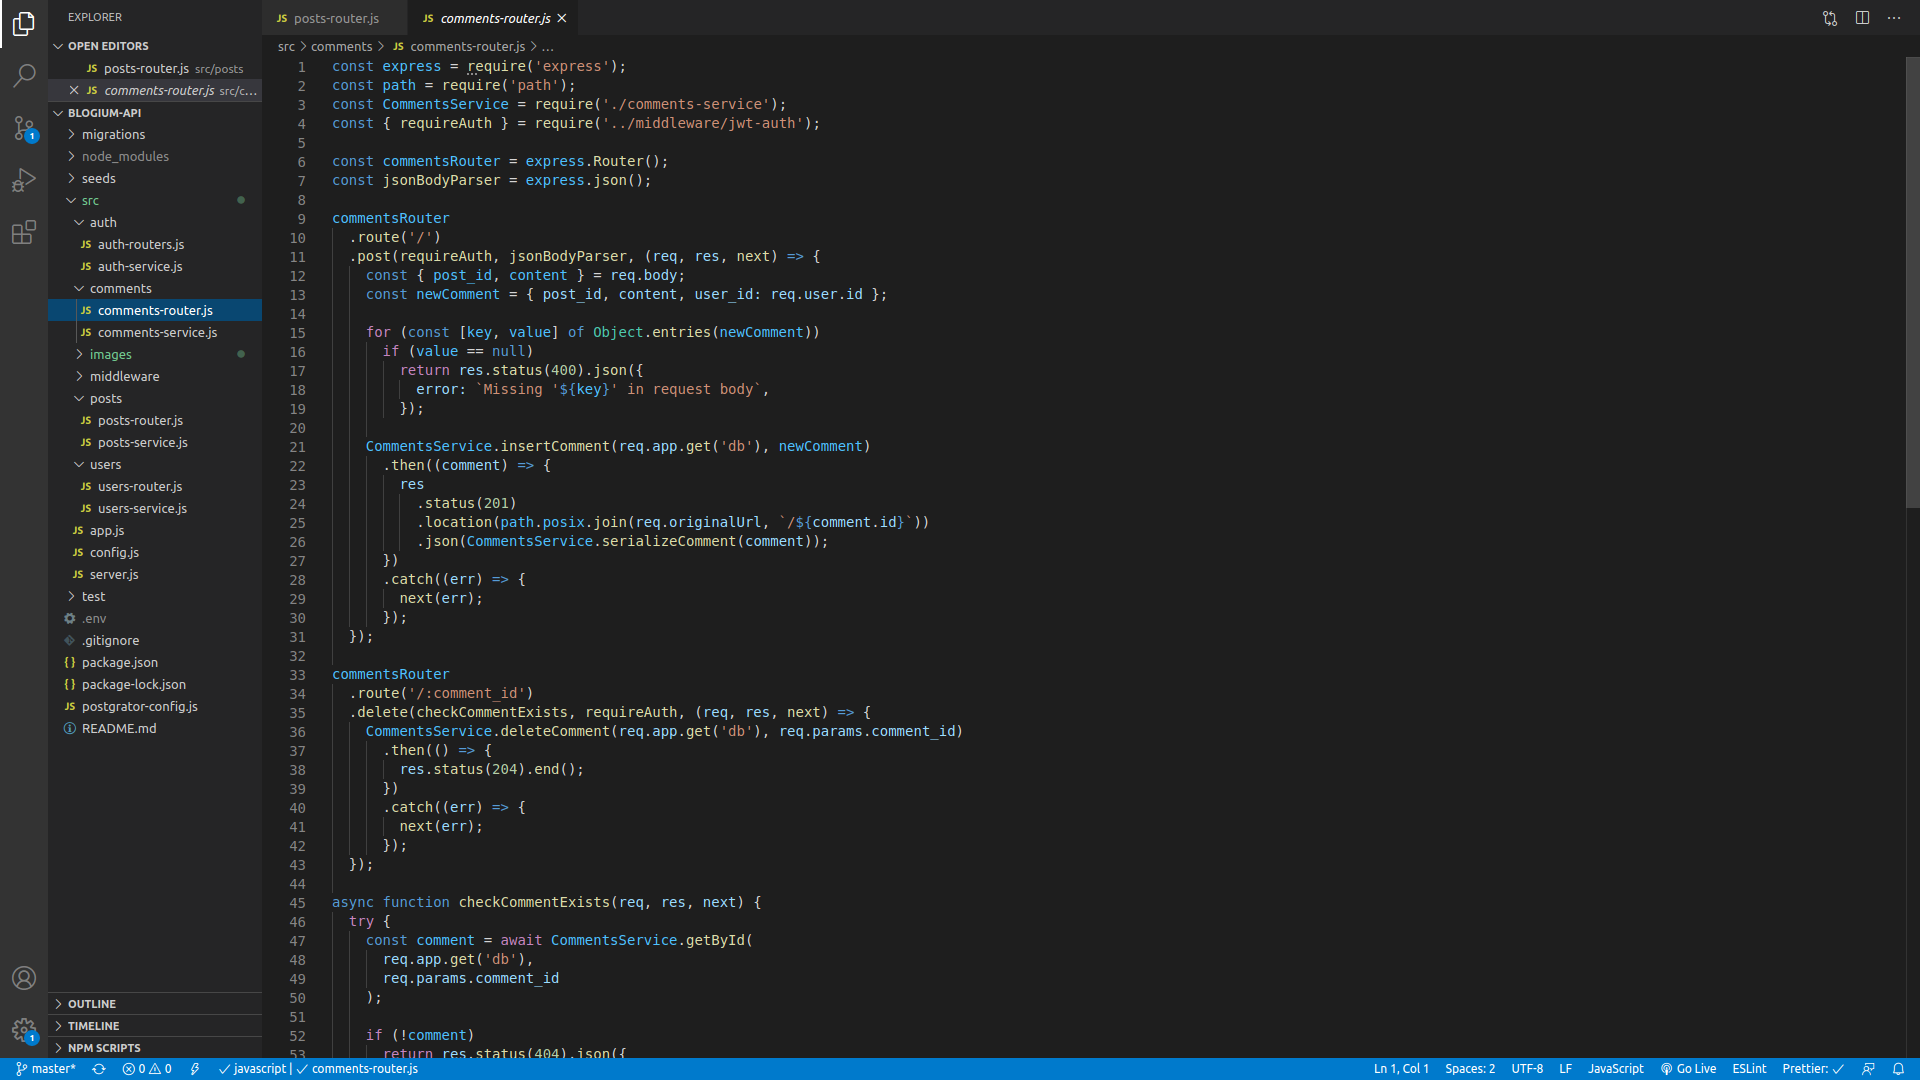 EXPLORER
OPEN EDITORS
JS posts-router.js src/posts
JS comments-router.js src/c...
BLOGIUM-API
migrations
node_modules
seeds
src
auth
JS auth-routers.js
JS auth-service.js
comments
JS comments-router.js
JS comments-service.js
images
middleware
posts
JS posts-router.js
JS posts-service.js
users
JS users-router.js
JS users-service.js
JS app.js
JS config.js
JS server.js
test
.env
.gitignore
{} package.json
{} package-lock.json
JS postgrator-config.js
README.md
OUTLINE
TIMELINE
NPM SCRIPTS
1
1
JS posts-router.js
JS comments-router.js
src > comments > JS comments-router.js > ...
1 const express = require('express');
2 const path = require('path');
3 const CommentsService = require('./comments-service');
4 const { requireAuth } = require('../middleware/jwt-auth');
5
6 const commentsRouter = express.Router();
7 const jsonBodyParser = express.json();
8
9 commentsRouter
10 .route('/')
11 .post(requireAuth, jsonBodyParser, (req, res, next) => {
12 const { post_id, content } = req.body;
13 const newComment = { post_id, content, user_id: req.user.id };
14
15 for (const [key, value] of Object.entries(newComment))
16 if (value == null)
17 return res.status(400).json({
18 error: `Missing '${key}' in request body`,
19 });
20
21 CommentsService.insertComment(req.app.get('db'), newComment)
22 .then((comment) => {
23 res
24 .status(201)
25 .location(path.posix.join(req.originalUrl, `/${comment.id}`))
26 .json(CommentsService.serializeComment(comment));
27 })
28 .catch((err) => {
29 next(err);
30 });
31 });
32
33 commentsRouter
34 .route('/:comment_id')
35 .delete(checkCommentExists, requireAuth, (req, res, next) => {
36 CommentsService.deleteComment(req.app.get('db'), req.params.comment_id)
37 .then(() => {
38 res.status(204).end();
39 })
40 .catch((err) => {
41 next(err);
42 });
43 });
44
45 async function checkCommentExists(req, res, next) {
46 try {
47 const comment = await CommentsService.getById(
48 req.app.get('db'),
49 req.params.comment_id
50 );
51
52 if (!comment)
53 return res.status(404).json({
master* 0 0 javascript | comments-router.js
Ln 1, Col 1 Spaces: 2 UTF-8 LF JavaScript Go Live ESLint Prettier: